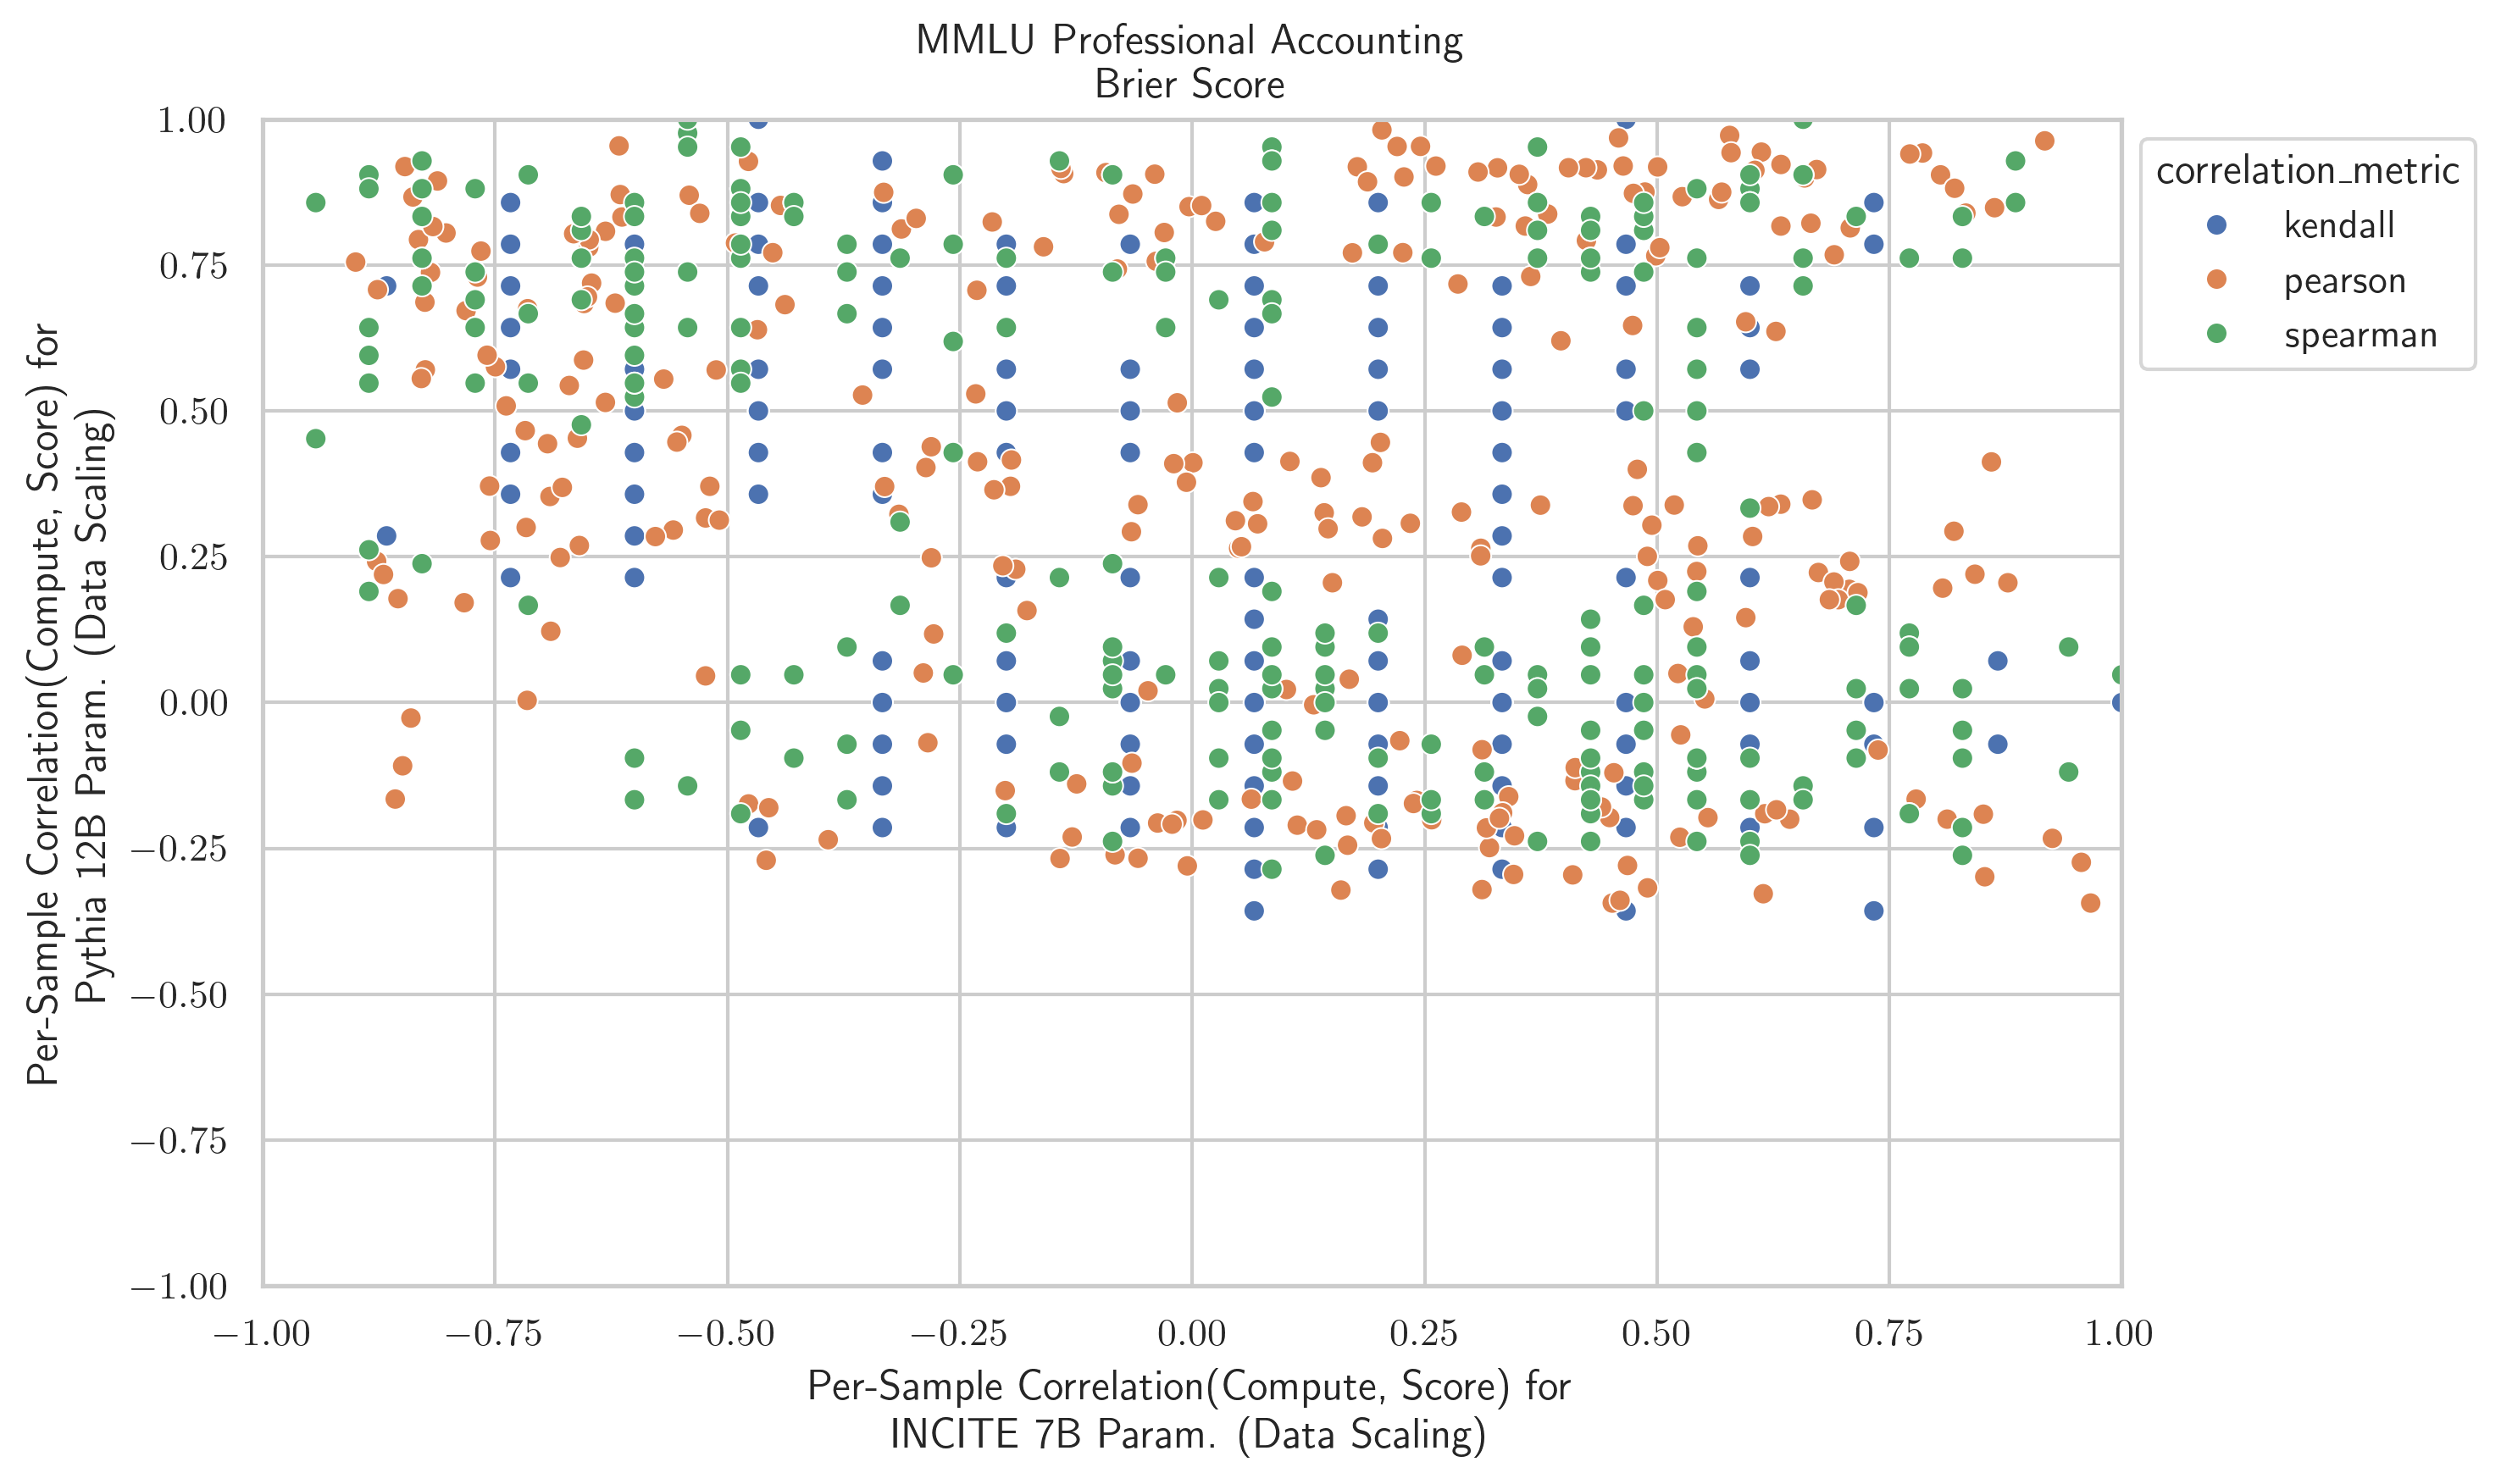 MMLU Professional Accounting
Brier Score
Per-Sample Correlation(Compute, Score) for
Pythia 12B Param. (Data Scaling)
1.00
0.75
0.50
0.25
0.00
−0.25
−0.50
−0.75
−1.00
−1.00 −0.75 −0.50 −0.25 0.00 0.25 0.50 0.75 1.00
Per-Sample Correlation(Compute, Score) for
INCITE 7B Param. (Data Scaling)
correlation_metric
kendall
pearson
spearman